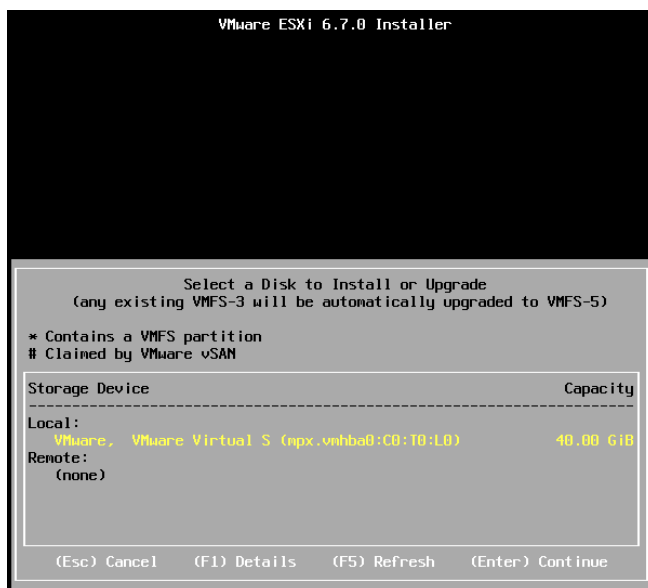 VMware ESXi 6.7.0 Installer
Select a Disk to Install or Upgrade
(any existing VMFS-3 will be automatically upgraded to VMFS-5)
* Contains a VMFS partition
# Claimed by VMware vSAN
Storage Device Capacity
Local:
VMware, VMware Virtual S (mpx.vmhba0:C0:T0:L0) 40.00 GiB
Remote:
(none)
(Esc) Cancel (F1) Details (F5) Refresh (Enter) Continue